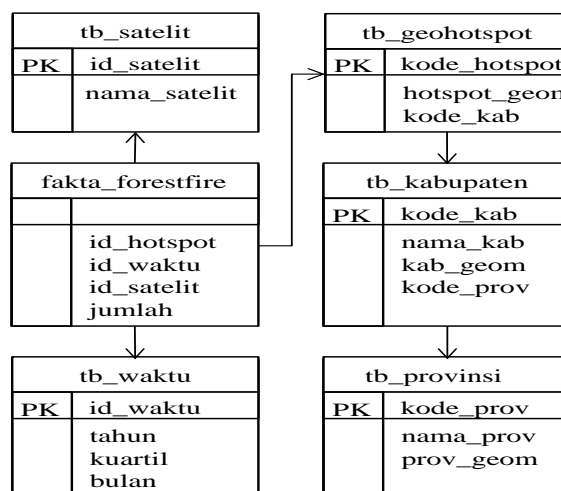 tb_satelit
PK id_satelit
nama_satelit
tb_geohotspot
PK kode_hotspot
hotspot_geom
kode_kab
fakta_forestfire
id_hotspot
id_waktu
id_satelit
jumlah
tb_kabupaten
PK kode_kab
nama_kab
kab_geom
kode_prov
tb_waktu
PK id_waktu
tahun
kuartil
bulan
tb_provinsi
PK kode_prov
nama_prov
prov_geom